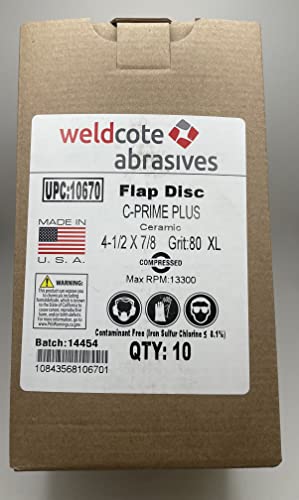 weldcote
abrasives
UPC:10670
Flap Disc
C-PRIME PLUS
Ceramic
4-1/2 X 7/8 Grit:80 XL
COMPRESSED
Max RPM:13300
MADE IN
U.S.A.
WARNING:
Contaminant Free (Iron Sulfur Chlorine ≤ 0.1%)
Batch:14454
QTY: 10
10843568106701